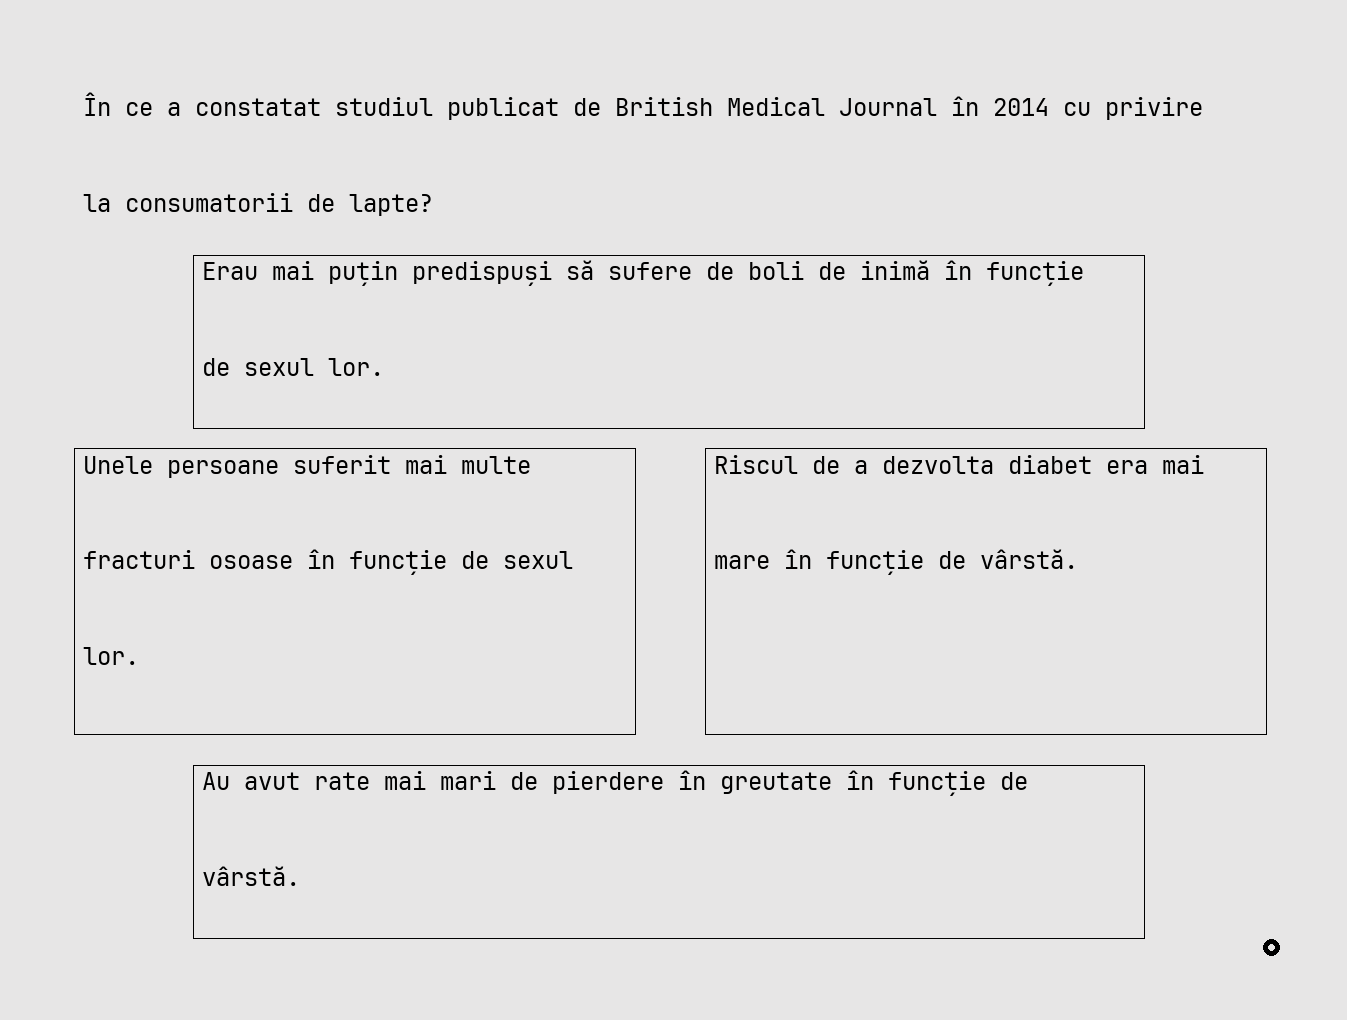 În ce a constatat studiul publicat de British Medical Journal în 2014 cu privire
la consumatorii de lapte?
Erau mai puțin predispuși să sufere de boli de inimă în funcție
de sexul lor.
Unele persoane suferit mai multe
fracturi osoase în funcție de sexul
lor.
Riscul de a dezvolta diabet era mai
mare în funcție de vârstă.
Au avut rate mai mari de pierdere în greutate în funcție de
vârstă.